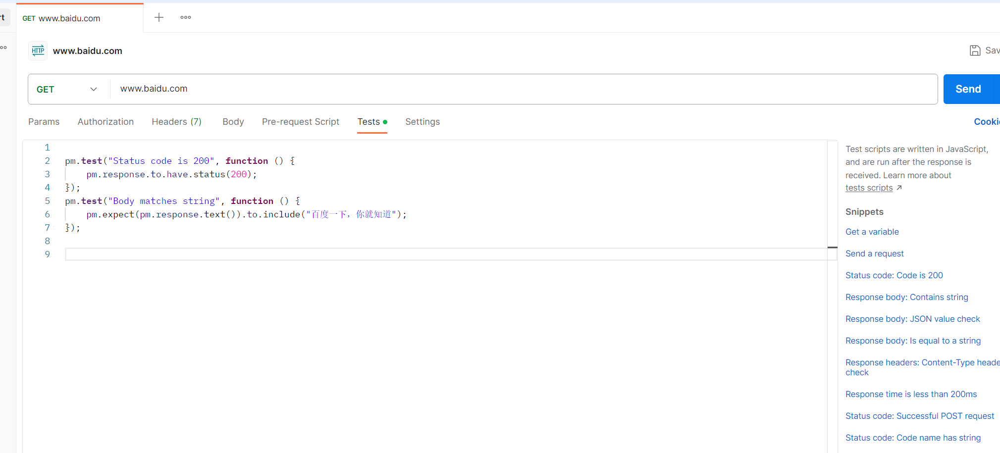 rt
GET www.baidu.com
HTTP www.baidu.com
Sav
GET www.baidu.com Send
Params Authorization Headers (7) Body Pre-request Script Tests Settings
Cookie
1
2 pm.test("Status code is 200", function () {
3 pm.response.to.have.status(200);
4 });
5 pm.test("Body matches string", function () {
6 pm.expect(pm.response.text()).to.include("百度一下，你就知道");
7 });
8
9
Test scripts are written in JavaScript,
and are run after the response is
received. Learn more about
tests scripts ↗
Snippets
Get a variable
Send a request
Status code: Code is 200
Response body: Contains string
Response body: JSON value check
Response body: Is equal to a string
Response headers: Content-Type heade
check
Response time is less than 200ms
Status code: Successful POST request
Status code: Code name has string